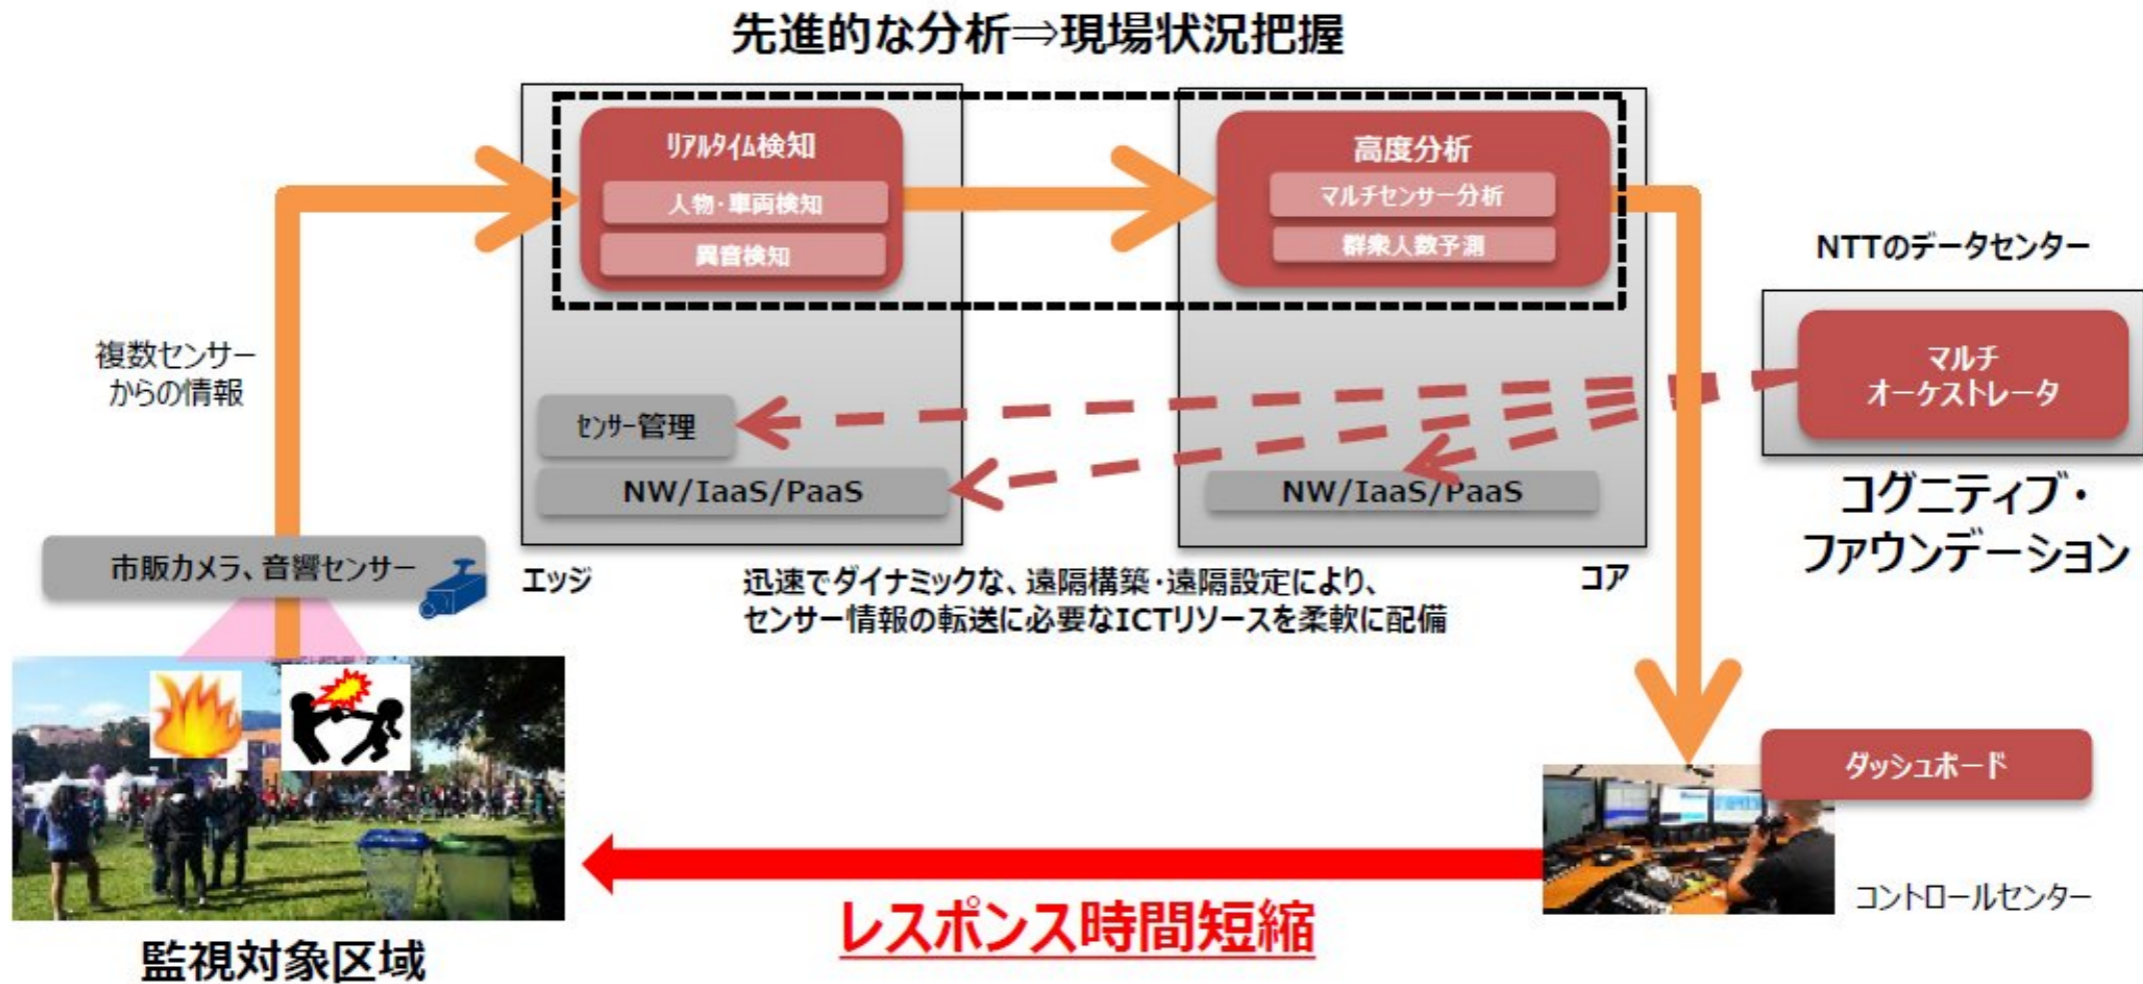 先進的な分析⇒現場状況把握
リアルタイム検知
人物・車両検知
異音検知
高度分析
マルチセンサー分析
群衆人数予測
NTTのデータセンター
マルチ
オーケストレータ
コグニティブ・
ファウンデーション
複数センサー
からの情報
センサー管理
NW/IaaS/PaaS
NW/IaaS/PaaS
市販カメラ、音響センサー
エッジ
迅速でダイナミックな、遠隔構築・遠隔設定により、
センサー情報の転送に必要なICTリソースを柔軟に配備
コア
ダッシュボード
コントロールセンター
レスポンス時間短縮
監視対象区域